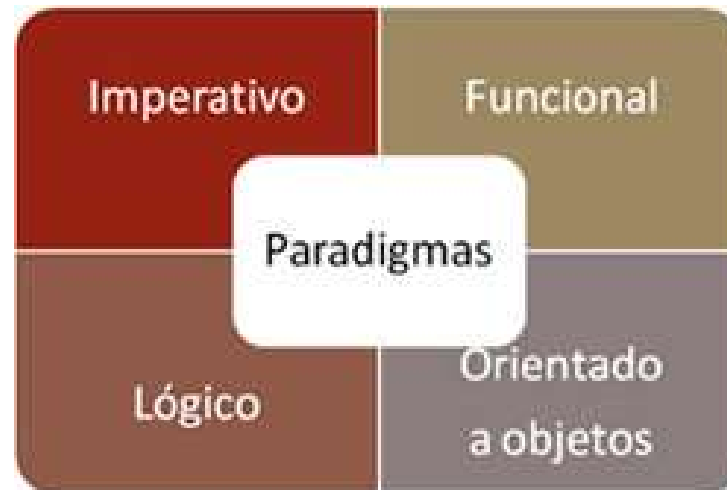 Imperativo
Funcional
Paradigmas
Lógico
Orientado
a objetos